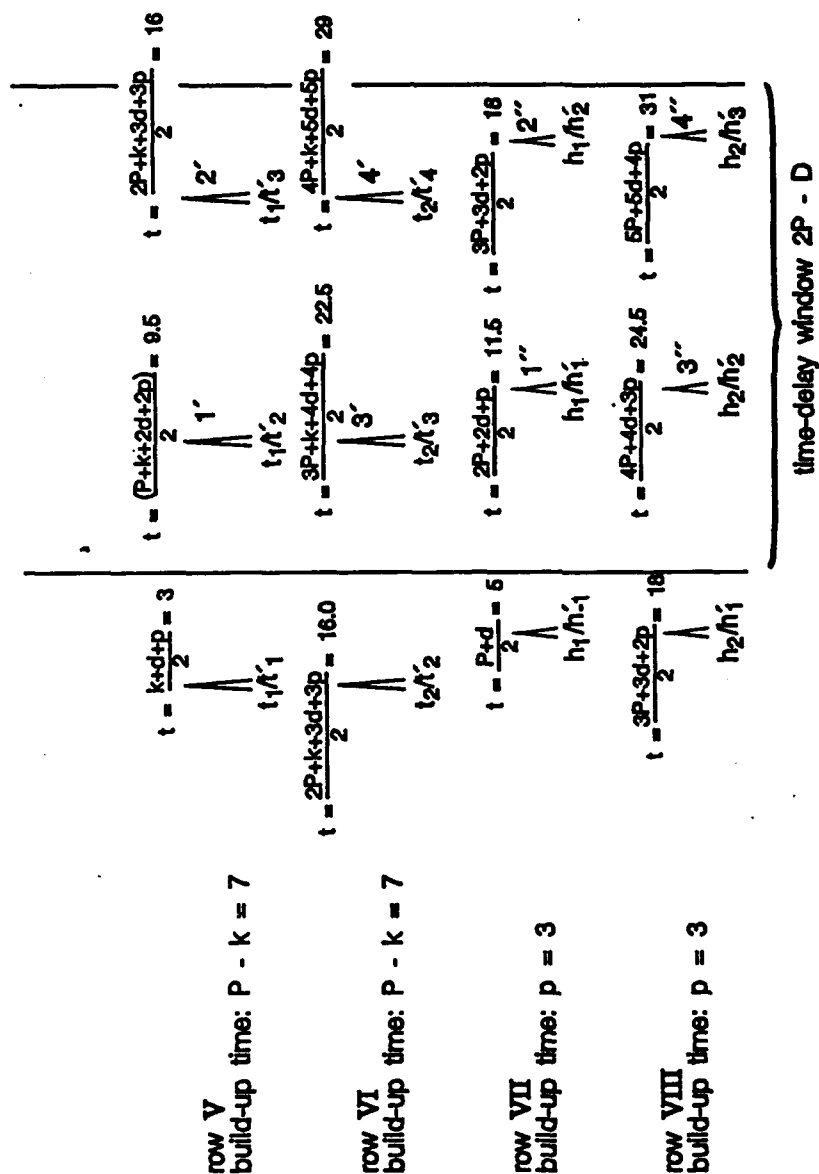 row V
build-up time: P - k = 7
t = k+d+p/2 = 3
t₁/t′₁
t = (P+k+2d+2p)/2 = 9.5
1′
t₁/t′₂
t = 2P+k+3d+3p/2 = 16
2′
t₁/t′₃
row VI
build-up time: P - k = 7
t = 2P+k+3d+3p/2 = 16.0
t₂/t′₂
t = 3P+k+4d+4p/2 = 22.5
3′
t₂/t′₃
t = 4P+k+5d+5p/2 = 29
4′
t₂/t′₄
row VII
build-up time: p = 3
t = P+d/2 = 5
h₁/h′₋₁
t = 2P+2d+p/2 = 11.5
1″
h₁/h′₁
t = 3P+3d+2p/2 = 18
2″
h₁/h′₂
row VIII
build-up time: p = 3
t = 3P+3d+2p/2 = 18
h₂/h′₁
t = 4P+4d+3p/2 = 24.5
3″
h₂/h′₂
t = 5P+5d+4p/2 = 31
4″
h₂/h′₃
time-delay window 2P - D